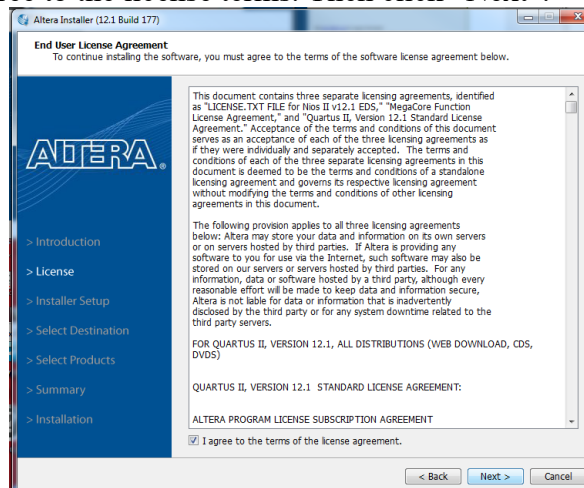 Altera Installer (12.1 Build 177)
End User License Agreement
To continue instaling the software, you must agree to the terms of the software license agreement below.
ALTERA®
> Introduction
> License
> Installer Setup
> Select Destination
> Select Products
> Summary
> Installation
This document contains three separate licensing agreements, identified
as "LICENSE.TXT FILE for Nios II v12.1 EDS," "MegaCore Function
License Agreement," and "Quartus II, Version 12.1 Standard License
Agreement." Acceptance of the terms and conditions of this document
serves as an acceptance of each of the three licensing agreements as
if they were individually and separately accepted. The terms and
conditions of each of the three separate licensing agreements in this
document is deemed to be the terms and conditions of a standalone
licensing agreement and governs its respective licensing agreement
without modifying the terms and conditions of other licensing
agreements in this document.
The following provision applies to all three licensing agreements
below: Altera may store your data and information on its own servers
or on servers hosted by third parties. If Altera is providing any
software to you for use via the Internet, such software may also be
stored on our servers or servers hosted by third parties. For any
information, data or software hosted by a third party, although every
reasonable effort will be made to keep data and information secure,
Altera is not liable for data or information that is inadvertently
disclosed by the third party or for any system downtime related to the
third party servers.
FOR QUARTUS II, VERSION 12.1, ALL DISTRIBUTIONS (WEB DOWNLOAD, CDS,
DVDS)
QUARTUS II, VERSION 12.1 STANDARD LICENSE AGREEMENT:
ALTERA PROGRAM LICENSE SUBSCRIPTION AGREEMENT
I agree to the terms of the license agreement.
< Back Next > Cancel